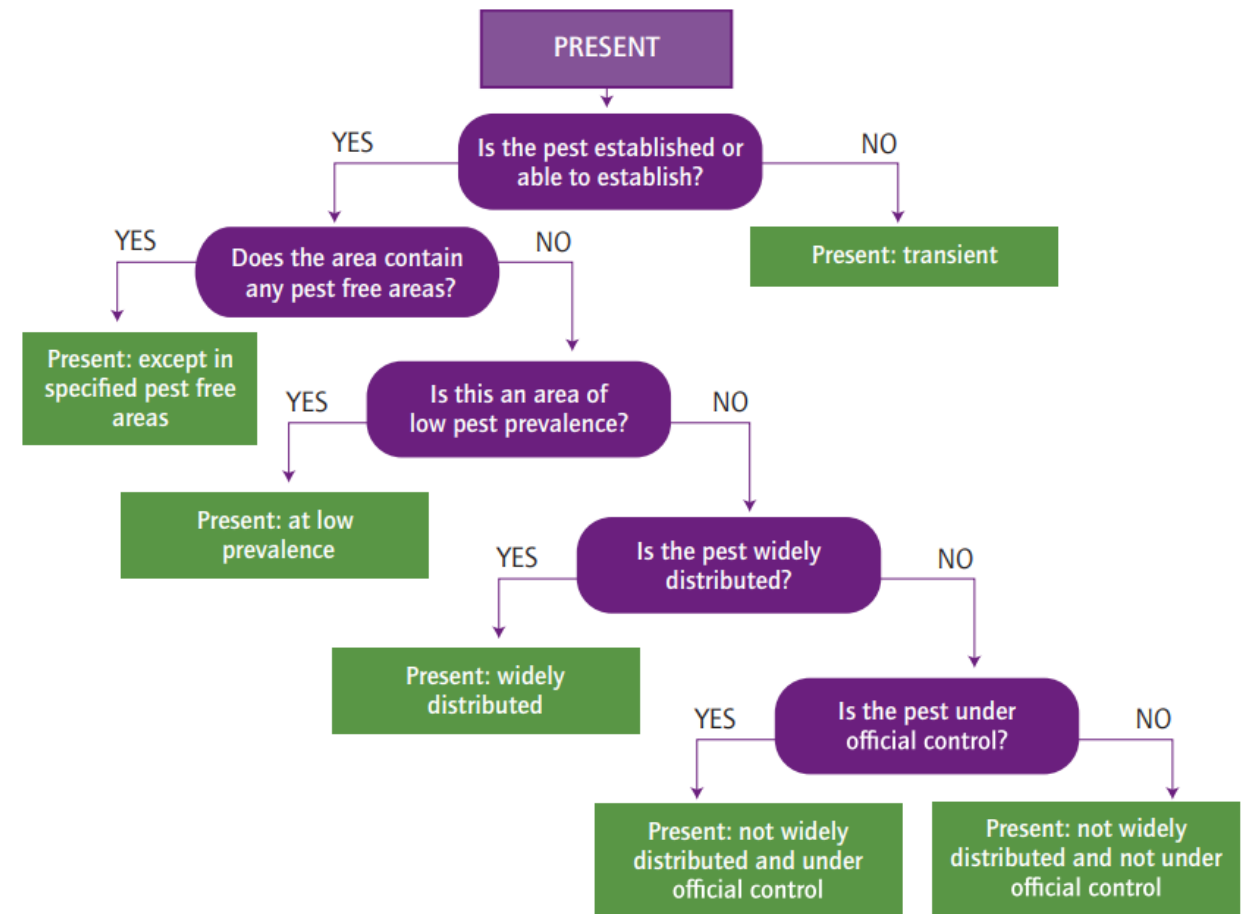 PRESENT
YES
Is the pest established or
able to establish?
NO
YES
Does the area contain
any pest free areas?
NO
Present: transient
Present: except in
specified pest free
areas
YES
Is this an area of
low pest prevalence?
NO
Present: at low
prevalence
YES
Is the pest widely
distributed?
NO
Present: widely
distributed
YES
Is the pest under
official control?
NO
Present: not widely
distributed and under
official control
Present: not widely
distributed and not under
official control